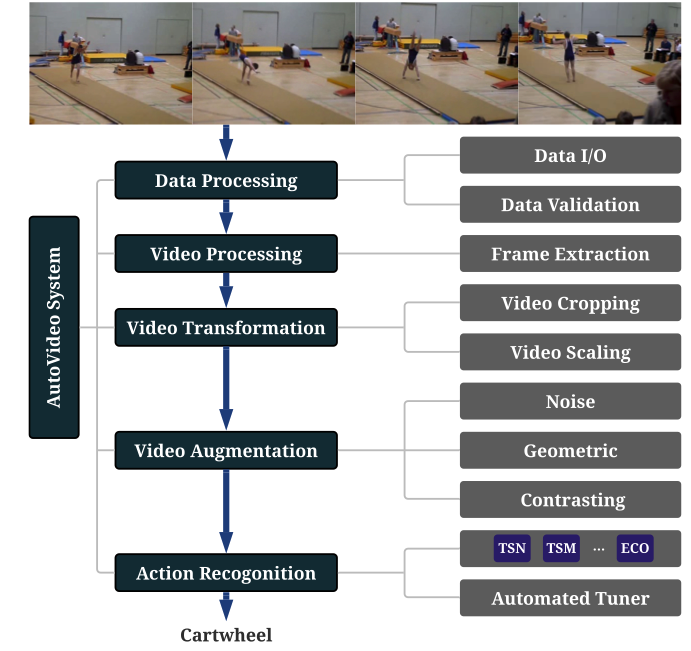 Data Processing
Data I/O
Data Validation
Video Processing
Frame Extraction
AutoVideo System
Video Transformation
Video Cropping
Video Scaling
Video Augmentation
Noise
Geometric
Contrasting
Action Recogonition
TSN TSM ... ECO
Automated Tuner
Cartwheel